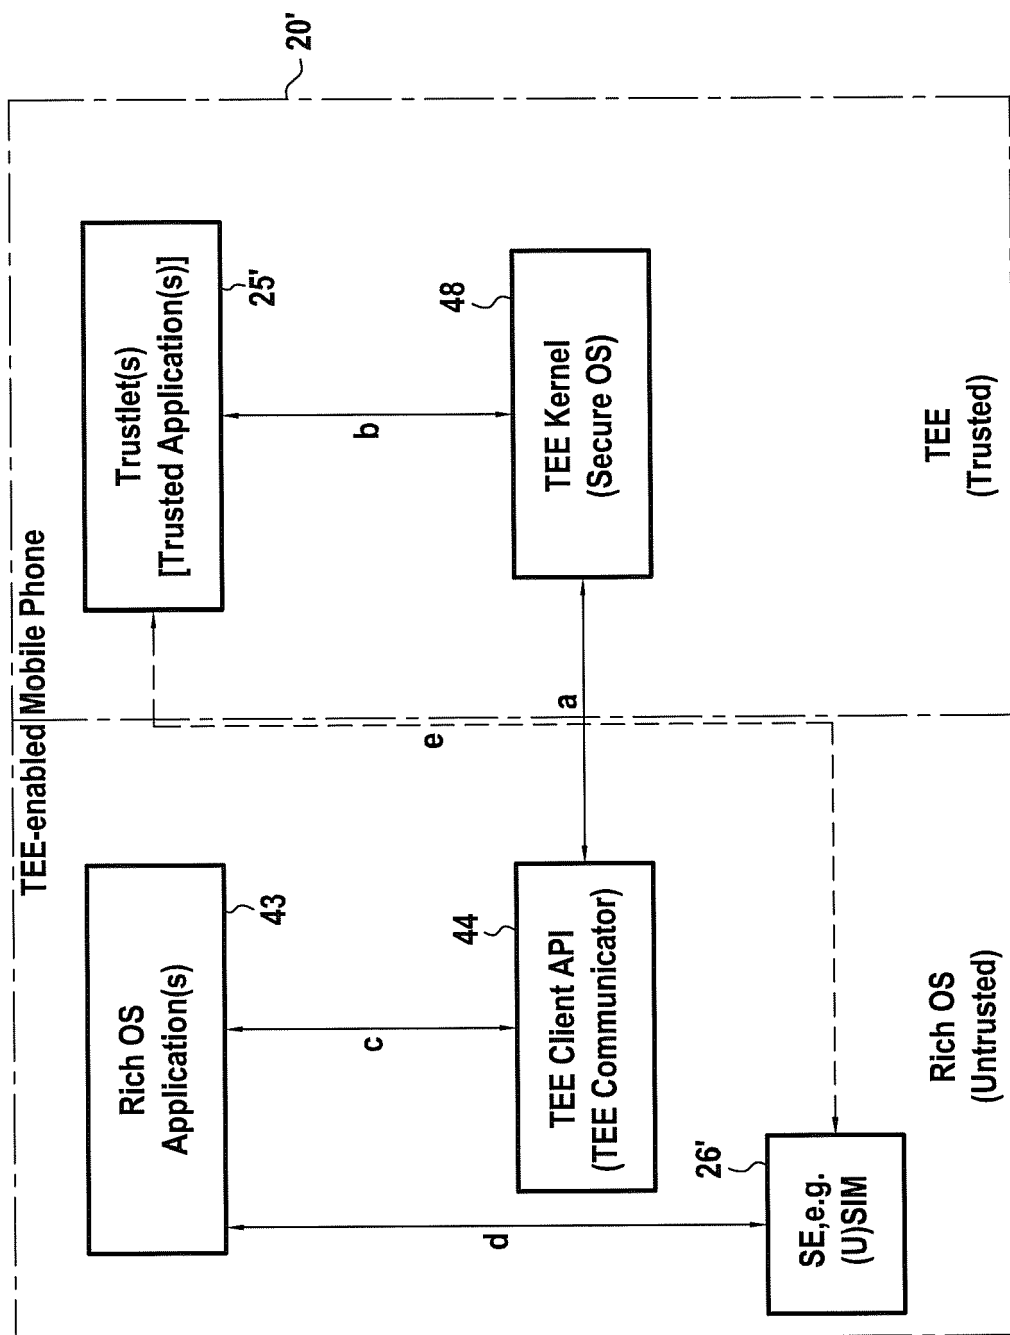 TEE-enabled Mobile Phone
20'
Rich OS
Application(s)
43
Trustlet(s)
[Trusted Application(s)]
25'
c
b
d
e
a
TEE Client API
(TEE Communicator)
44
TEE Kernel
(Secure OS)
48
SE,e.g.
(U)SIM
26'
Rich OS
(Untrusted)
TEE
(Trusted)